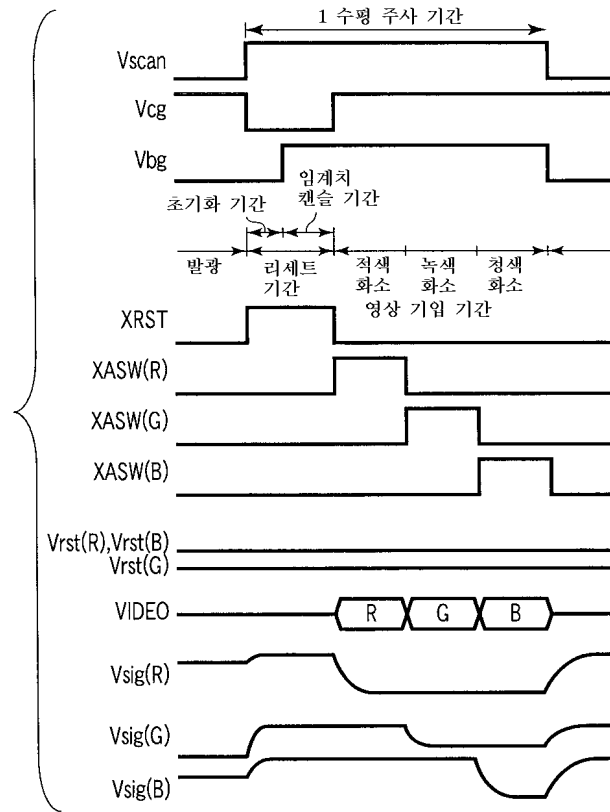 1 수평 주사 기간
Vscan
Vcg
Vbg
임계치
캔슬 기간
초기화 기간
발광
리세트
기간
적색
화소
녹색
화소
청색
화소
영상 기입 기간
XRST
XASW(R)
XASW(G)
XASW(B)
Vrst(R),Vrst(B)
Vrst(G)
VIDEO
R
G
B
Vsig(R)
Vsig(G)
Vsig(B)